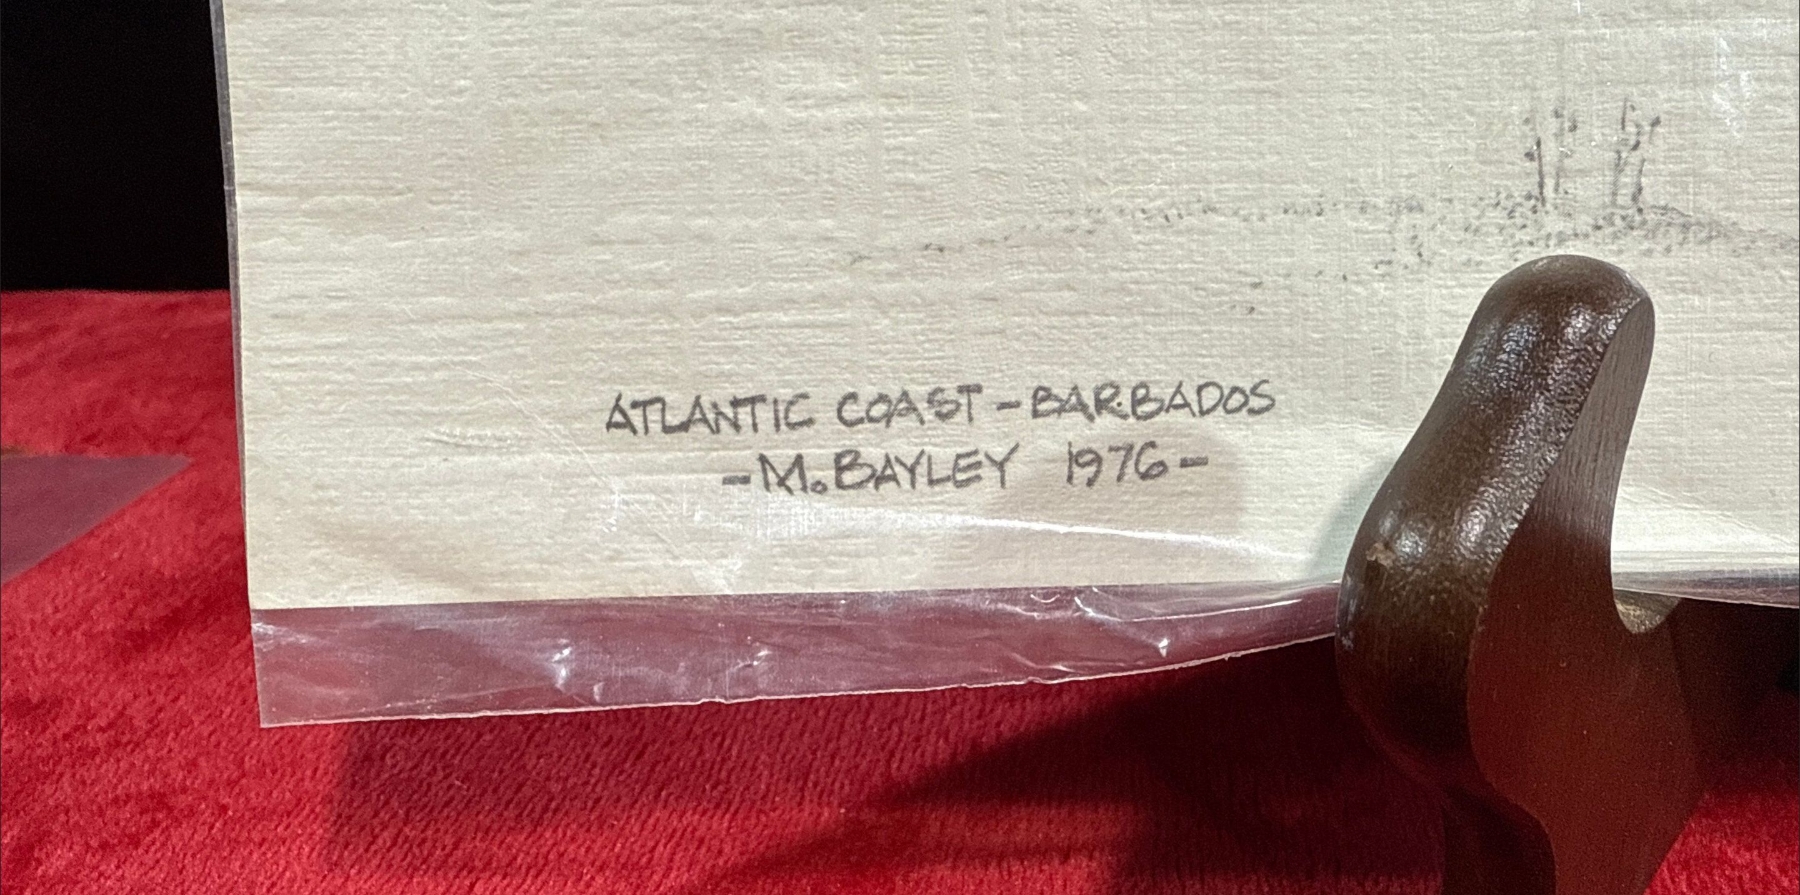 ATLANTIC COAST - BARBADOS
- M. BAYLEY 1976 -